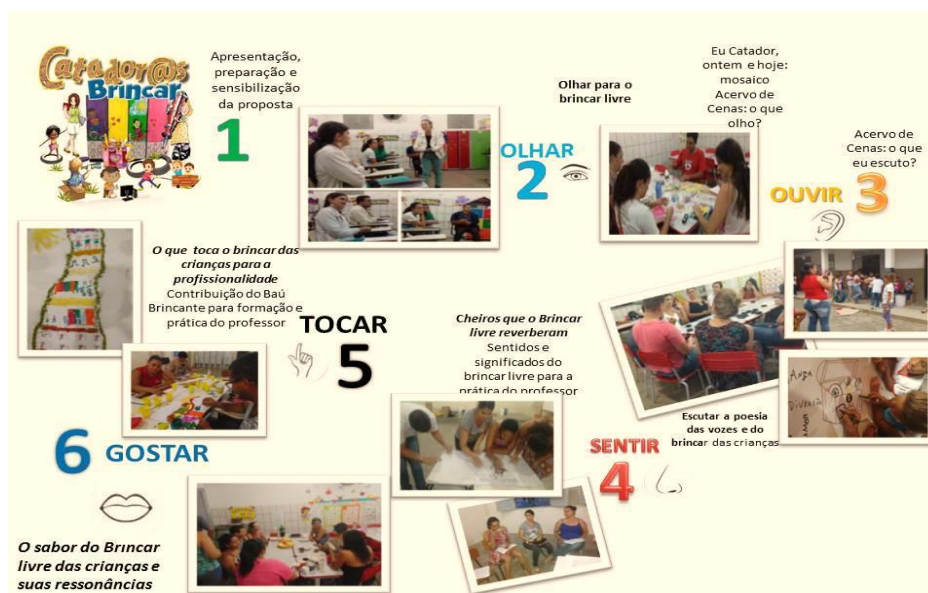 Catador@s
Brincar
Apresentação,
preparação e
sensibilização
da proposta
1
Olhar para o
brincar livre
OLHAR
2
Eu Catador,
ontem e hoje:
mosaico
Acervo de
Cenas: o que
olho?
Acervo de
Cenas: o que
eu escuto?
OUVIR 3
Escutar a poesia
das vozes e do
brincar das crianças
Cheiros que o Brincar
livre reverberam
Sentidos e
significados do
brincar livre para a
prática do professor
SENTIR
4
O que toca o brincar das
crianças para a
profissionalidade
Contribuição do Baú
Brincante para formação e
prática do professor
TOCAR
5
6 GOSTAR
O sabor do Brincar
livre das crianças e
suas ressonâncias